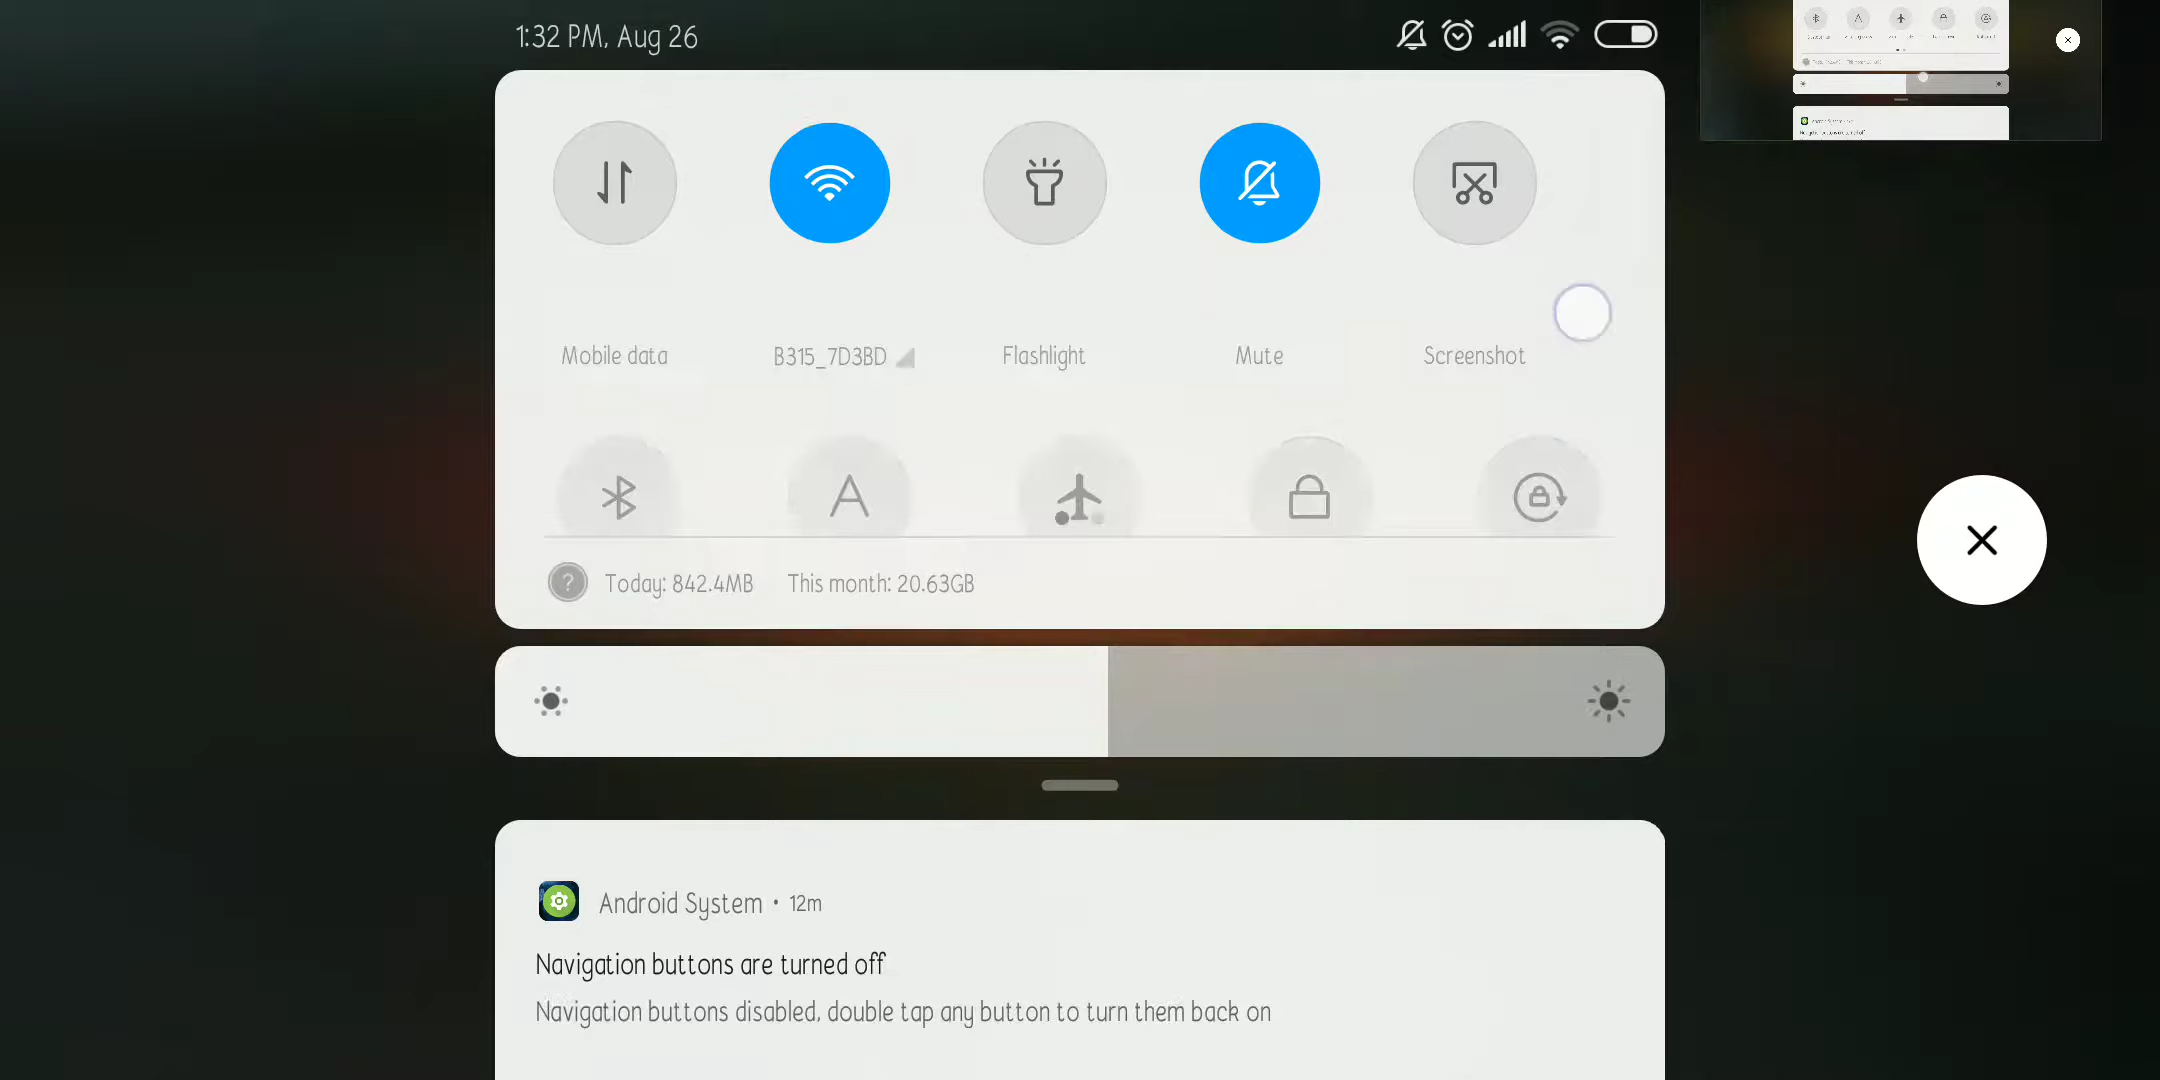 1:32 PM, Aug 26
Mobile data
B315_7D3BD
Flashlight
Mute
Screenshot
A
? Today: 842.4MB This month: 20.63GB
Android System • 12m
Navigation buttons are turned off
Navigation buttons disabled, double tap any button to turn them back on